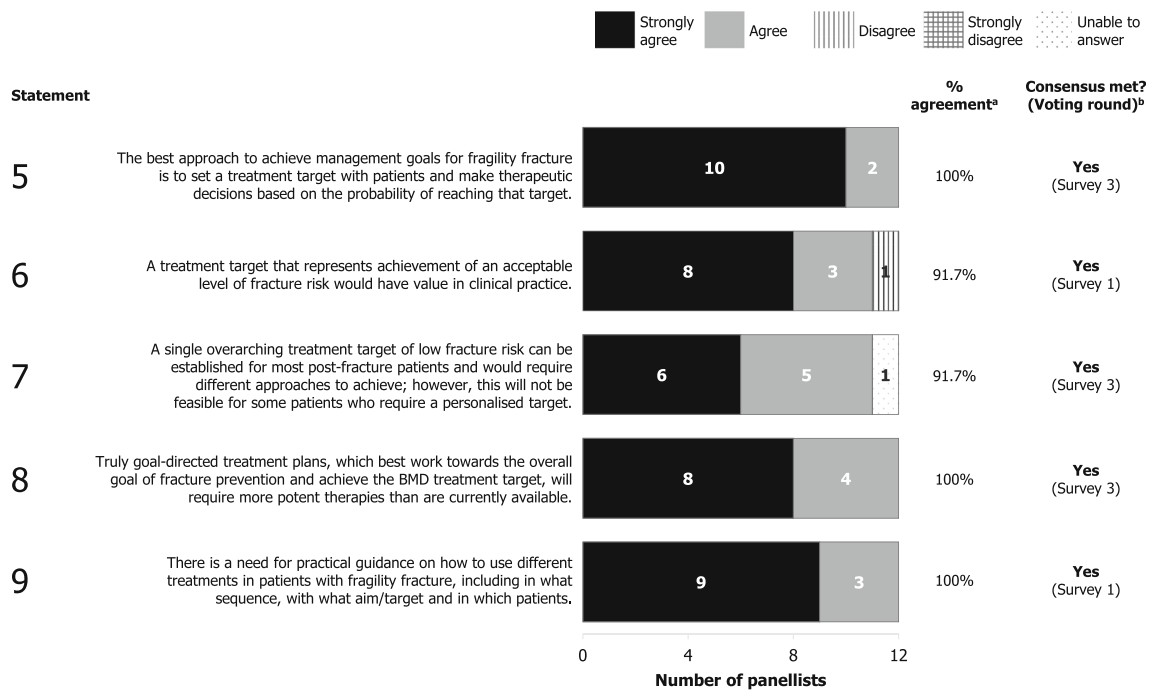 Strongly agree
Agree
Disagree
Strongly disagree
Unable to answer
Statement
% agreementᵃ
Consensus met? (Voting round)ᵇ
5
The best approach to achieve management goals for fragility fracture
is to set a treatment target with patients and make therapeutic
decisions based on the probability of reaching that target.
10
2
100%
Yes
(Survey 3)
6
A treatment target that represents achievement of an acceptable
level of fracture risk would have value in clinical practice.
8
3
1
91.7%
Yes
(Survey 1)
7
A single overarching treatment target of low fracture risk can be
established for most post-fracture patients and would require
different approaches to achieve; however, this will not be
feasible for some patients who require a personalised target.
6
5
1
91.7%
Yes
(Survey 3)
8
Truly goal-directed treatment plans, which best work towards the overall
goal of fracture prevention and achieve the BMD treatment target, will
require more potent therapies than are currently available.
8
4
100%
Yes
(Survey 3)
9
There is a need for practical guidance on how to use different
treatments in patients with fragility fracture, including in what
sequence, with what aim/target and in which patients.
9
3
100%
Yes
(Survey 1)
0
4
8
12
Number of panellists